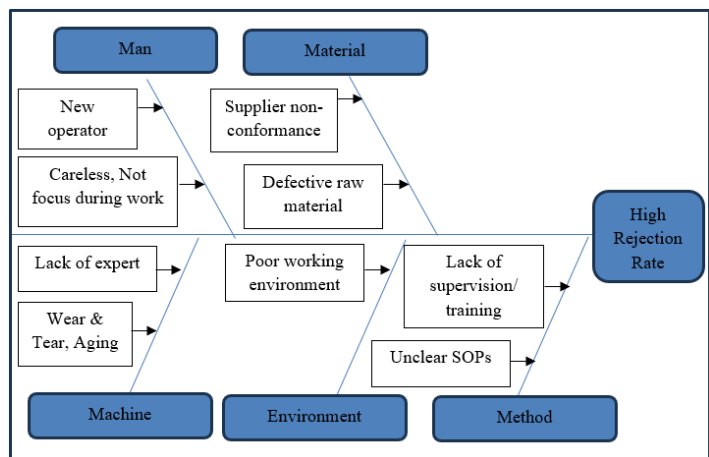 Man
Material
New
operator
Supplier non-
conformance
Careless, Not
focus during work
Defective raw
material
High
Rejection
Rate
Lack of expert
Poor working
environment
Lack of
supervision/
training
Wear &
Tear, Aging
Unclear SOPs
Machine
Environment
Method